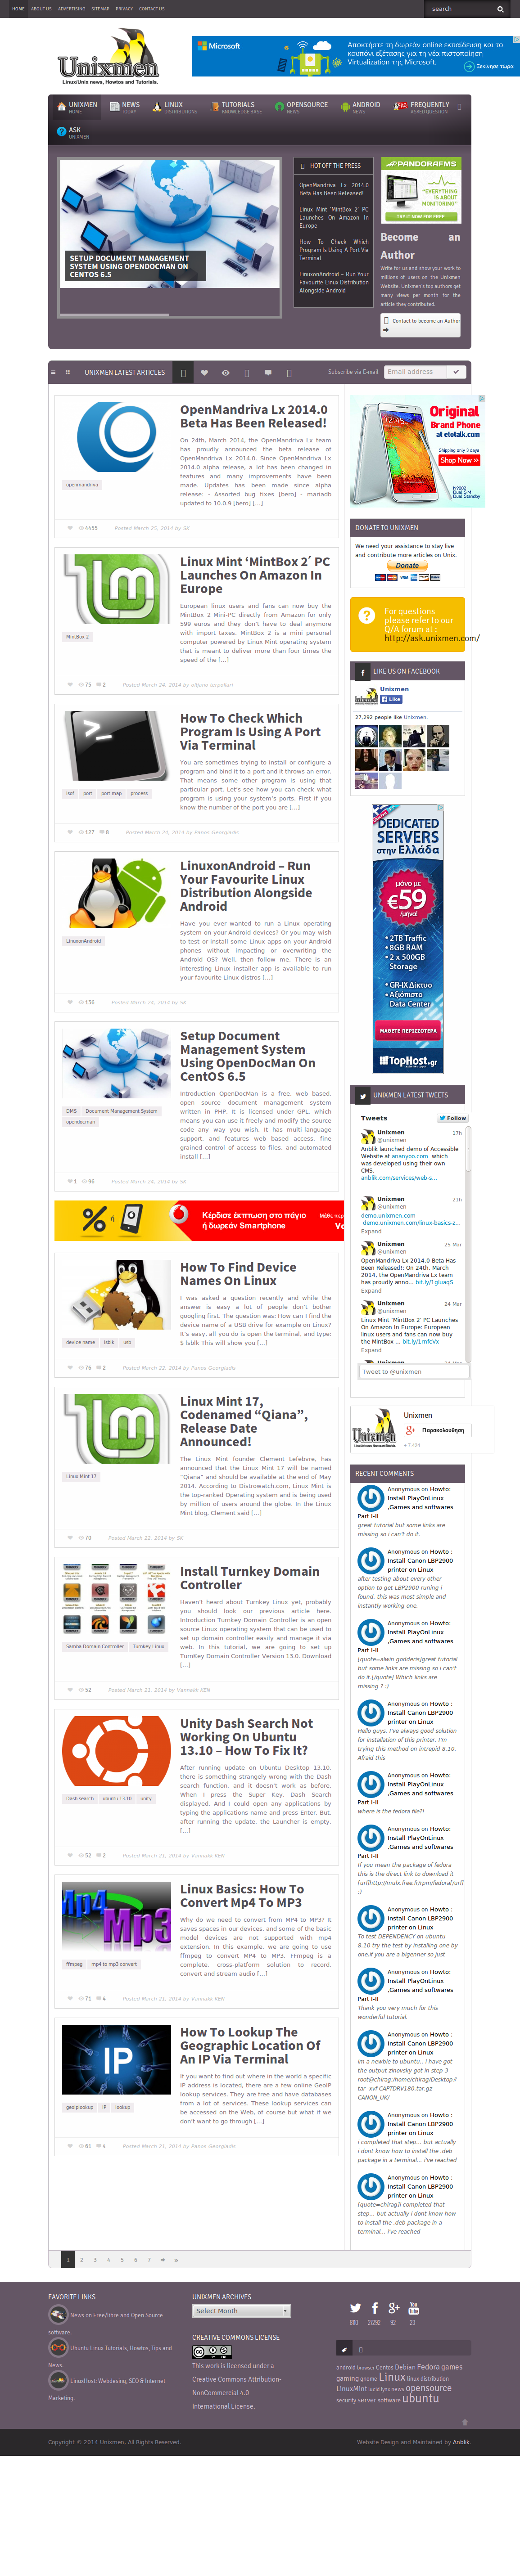 HOME ABOUT US ADVERTISING SITEMAP PRIVACY CONTACT US
search
Unixmen
Linux/Unix news, Howtos and Tutorials.
Microsoft
Αποκτήστε τη δωρεάν online εκπαίδευση και το κουπόνι εξέτασης για τη νέα πιστοποίηση Virtualization της Microsoft.
Ξεκίνησε τώρα
UNIXMEN HOME
NEWS TODAY
LINUX DISTRIBUTIONS
TUTORIALS KNOWLEDGE BASE
OPENSOURCE NEWS
ANDROID NEWS
FREQUENTLY ASKED QUESTION
ASK UNIXMEN
SETUP DOCUMENT MANAGEMENT SYSTEM USING OPENDOCMAN ON CENTOS 6.5
HOT OFF THE PRESS
OpenMandriva Lx 2014.0 Beta Has Been Released!
Linux Mint 'MintBox 2' PC Launches On Amazon In Europe
How To Check Which Program Is Using A Port Via Terminal
LinuxonAndroid – Run Your Favourite Linux Distribution Alongside Android
PANDORAFMS
"EVERYTHING IS ABOUT MONITORING"
TRY IT NOW FOR FREE
Become an Author
Write for us and show your work to millions of users on the Unixmen Website. Unixmen's top authors get many views per month for the article they contributed.
Contact to become an Author
UNIXMEN LATEST ARTICLES
Subscribe via E-mail
Email address
OpenMandriva Lx 2014.0 Beta Has Been Released!
On 24th, March 2014, the OpenMandriva Lx team has proudly announced the beta release of OpenMandriva Lx 2014.0. Since OpenMandriva Lx 2014.0 alpha release, a lot has been changed in features and many improvements have been made. Updates has been made since alpha release: - Assorted bug fixes [bero] - mariadb updated to 10.0.9 [bero] [...]
openmandriva
4455 Posted March 25, 2014 by SK
Linux Mint ‘MintBox 2′ PC Launches On Amazon In Europe
European linux users and fans can now buy the MintBox 2 Mini-PC directly from Amazon for only 599 euros and they don't have to deal anymore with import taxes. MintBox 2 is a mini personal computer powered by Linux Mint operating system that is meant to deliver more than four times the speed of the [...]
MintBox 2
75 2
How To Check Which Program Is Using A Port Via Terminal
You are sometimes trying to install or configure a program and bind it to a port and it throws an error. That means some other program is using that particular port. Let's see how you can check what program is using your system's ports. First if you know the number of the port you are [...]
lsof port port map process
127 8 Posted March 24, 2014 by Panos Georgiadis
LinuxonAndroid – Run Your Favourite Linux Distribution Alongside Android
Have you ever wanted to run a Linux operating system on your Android devices? Or you may wish to test or install some Linux apps on your Android phones without impacting or overwriting the Android OS? Well, then follow me. There is an interesting Linux installer app is available to run your favourite Linux distros [...]
LinuxonAndroid
136 Posted March 24, 2014 by SK
Setup Document Management System Using OpenDocMan On CentOS 6.5
Introduction OpenDocMan is a free, web based, open source document management system written in PHP. It is licensed under GPL, which means you can use it freely and modify the source code any way you wish. It has multi-language support, and features web based access, fine grained control of access to files, and automated install [...]
DMS Document Management System
opendocman
1 96 Posted March 24, 2014 by SK
Κέρδισε έκπτωση στο πάγιο ή δωρεάν Smartphone
How To Find Device Names On Linux
I was asked a question recently and while the answer is easy a lot of people don't bother googling first. The question was: How can I find the device name of a USB drive for example on Linux? It's easy, all you do is open the terminal, and type: $ lsblk This will show you [...]
device name lsblk usb
76 2 Posted March 22, 2014 by Panos Georgiadis
Linux Mint 17, Codenamed “Qiana”, Release Date Announced!
The Linux Mint founder Clement Lefebvre, has announced that the Linux Mint 17 will be named “Qiana” and should be available at the end of May 2014. According to Distrowatch.com, Linux Mint is the top-ranked Operating system and is being used by million of users around the globe. In the Linux Mint blog, Clement said [...]
Linux Mint 17
70 Posted March 22, 2014 by SK
Install Turnkey Domain Controller
Haven't heard about Turnkey Linux yet, probably you should look our previous article here. Introduction Turnkey Domain Controller is an open source Linux operating system that can be used to set up domain controller easily and manage it via web. In this tutorial, we are going to set up TurnKey Domain Controller Version 13.0. Download [...]
Samba Domain Controller Turnkey Linux
52 Posted March 21, 2014 by Vannakk KEN
Unity Dash Search Not Working On Ubuntu 13.10 – How To Fix It?
After running update on Ubuntu Desktop 13.10, there is something strangely wrong with the Dash search function, and it doesn't work as before. When I press the Super Key, Dash Search displayed. And I could open any applications by typing the applications name and press Enter. But, after running the update, the Launcher is empty. [...]
Dash search ubuntu 13.10 unity
52 2 Posted March 21, 2014 by Vannakk KEN
Linux Basics: How To Convert Mp4 To MP3
Why do we need to convert from MP4 to MP3? It saves spaces in our devices, and some of the basic model devices are not supported with mp4 extension. In this example, we are going to use ffmpeg to convert MP4 to MP3. FFmpeg is a complete, cross-platform solution to record, convert and stream audio [...]
ffmpeg mp4 to mp3 convert
71 4 Posted March 21, 2014 by Vannakk KEN
How To Lookup The Geographic Location Of An IP Via Terminal
If you want to find out where in the world a specific IP address is located, there are a few online GeoIP lookup services. They are free and have databases from a lot of services. These lookup services can be accessed on the Web, of course but what if we don't want to go through [...]
geoiplookup IP lookup
61 4 Posted March 21, 2014 by Panos Georgiadis
1 2 3 4 5 6 7
Original Brand Phone at etotalk.com
Shipping only 3 days
Shop Now >>
N9002 Dual SIM Dual Standby
DONATE TO UNIXMEN
We need your assistance to stay live and contribute more articles on Unix.
Donate
For questions please refer to our Q/A forum at : http://ask.unixmen.com/
LIKE US ON FACEBOOK
Unixmen
Like
27,292 people like Unixmen.
DEDICATED SERVERS στην Ελλάδα
μόνο με €59 /μήνα!
2TB Traffic
8GB RAM
2 x 500GB Storage
GR-IX Δίκτυο
Αξιόπιστο Data Center
ΜΑΘΕΤΕ ΠΕΡΙΣΣΟΤΕΡΑ
TopHost.gr
UNIXMEN LATEST TWEETS
Tweets Follow
Unixmen @unixmen 17h
Anblik launched demo of Accessible Website at ananyoo.com which was developed using their own CMS. anblik.com/services/web-s...
Unixmen @unixmen 21h
demo.unixmen.com demo.unixmen.com/linux-basics-z...
Expand
Unixmen @unixmen 25 Mar
OpenMandriva Lx 2014.0 Beta Has Been Released!: On 24th, March 2014, the OpenMandriva Lx team has proudly anno... bit.ly/1gluaqS
Expand
Unixmen @unixmen 24 Mar
Linux Mint 'MintBox 2' PC Launches On Amazon In Europe: European linux users and fans can now buy the MintBox ... bit.ly/1rnfcVx
Expand
Tweet to @unixmen
Unixmen
Παρακολούθηση
+ 7.424
RECENT COMMENTS
Anonymous on Howto: Install PlayOnLinux ,Games and softwares Part I-II
great tutorial but some links are missing so i can't do it.
Anonymous on Howto : Install Canon LBP2900 printer on Linux
after testing about every other option to get LBP2900 runing i found, this was most simple and instantly working one.
Anonymous on Howto: Install PlayOnLinux ,Games and softwares Part I-II
[quote=alwin godderis]great tutorial but some links are missing so i can't do it.[/quote] Which links are missing ? :)
Anonymous on Howto : Install Canon LBP2900 printer on Linux
Hello guys. I've always good solution for installation of this printer. I'm trying this method on intrepid 8.10. Afraid this
Anonymous on Howto: Install PlayOnLinux ,Games and softwares Part I-II
where is the fedora file?!
Anonymous on Howto: Install PlayOnLinux ,Games and softwares Part I-II
If you mean the package of fedora this is the direct link to download it [url]http://mulx.free.fr/rpm/fedora[/url] :)
Anonymous on Howto : Install Canon LBP2900 printer on Linux
To test DEPENDENCY on ubuntu 8.10 try the test by installing one by one,if you are a bigenner so just
Anonymous on Howto: Install PlayOnLinux ,Games and softwares Part I-II
Thank you very much for this wonderful tutorial.
Anonymous on Howto : Install Canon LBP2900 printer on Linux
im a newbie to ubuntu.. i have got the output zinovsky got in step 3 root@chirag:/home/chirag/Desktop# tar -xvf CAPTDRV180.tar.gz CANON_UK/
Anonymous on Howto : Install Canon LBP2900 printer on Linux
i completed that step... but actually i dont know how to install the .deb package in a terminal... i've reached
Anonymous on Howto : Install Canon LBP2900 printer on Linux
[quote=chirag]i completed that step... but actually i dont know how to install the .deb package in a terminal... i've reached
FAVORITE LINKS
News on Free/libre and Open Source software.
Ubuntu Linux Tutorials, Howtos, Tips and News.
LinuxHost: Webdesing, SEO & Internet Marketing.
UNIXMEN ARCHIVES
Select Month
CREATIVE COMMONS LICENSE
This work is licensed under a Creative Commons Attribution-NonCommercial 4.0 International License.
27292 92 23
android browser Centos Debian Fedora games gaming gnome Linux linux distribution LinuxMint lucid lynx news opensource security server software ubuntu
Copyright © 2014 Unixmen, All Rights Reserved.
Website Design and Maintained by Anblik.